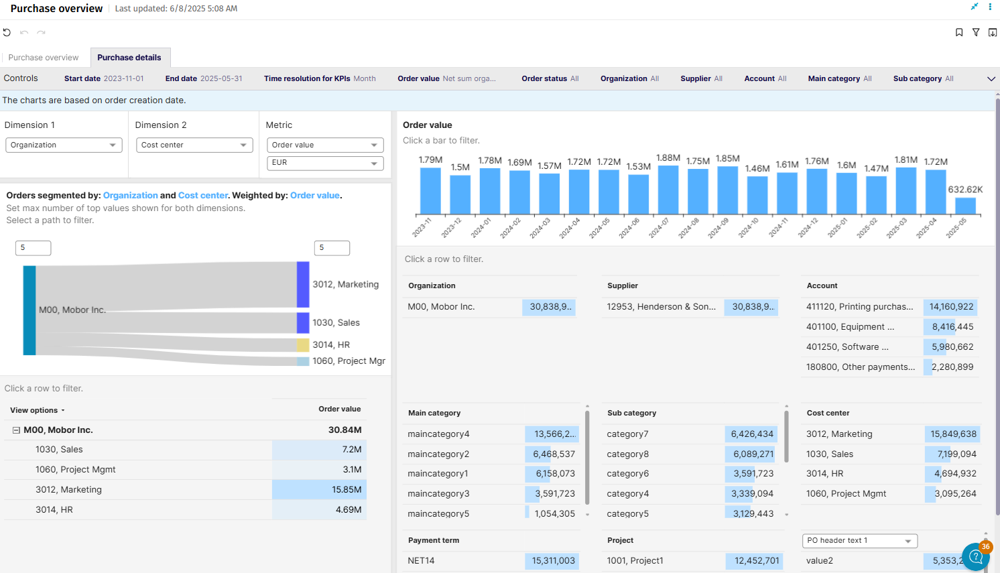 Purchase overview
Last updated: 6/8/2025 5:08 AM
Purchase overview
Purchase details
Controls
Start date 2023-11-01
End date 2025-05-31
Time resolution for KPIs Month
Order value Net sum orga...
Order status All
Organization All
Supplier All
Account All
Main category All
Sub category All
The charts are based on order creation date.
Dimension 1
Organization
Dimension 2
Cost center
Metric
Order value
EUR
Orders segmented by: Organization and Cost center. Weighted by: Order value.
Set max number of top values shown for both dimensions.
Select a path to filter.
5
5
M00, Mobor Inc.
3012, Marketing
1030, Sales
3014, HR
1060, Project Mgr
Click a row to filter.
View options
Order value
M00, Mobor Inc. 30.84M
1030, Sales 7.2M
1060, Project Mgmt 3.1M
3012, Marketing 15.85M
3014, HR 4.69M
Order value
Click a bar to filter.
1.79M 1.5M 1.78M 1.69M 1.57M 1.72M 1.72M 1.53M 1.88M 1.75M 1.85M 1.46M 1.61M 1.76M 1.6M 1.47M 1.81M 1.72M 632.62K
2023-11 2023-12 2024-01 2024-02 2024-03 2024-04 2024-05 2024-06 2024-07 2024-08 2024-09 2024-10 2024-11 2024-12 2025-01 2025-02 2025-03 2025-04 2025-05
Click a row to filter.
Organization
M00, Mobor Inc. 30,838,9..
Supplier
12953, Henderson & Son... 30,838,9..
Account
411120, Printing purchas... 14,160,922
401100, Equipment ... 8,416,445
401250, Software ... 5,980,662
180800, Other payments... 2,280,899
Main category
maincategory4 13,566,2...
maincategory2 6,468,537
maincategory1 6,158,073
maincategory3 3,591,723
maincategory5 1,054,305
Sub category
category7 6,426,434
category8 6,089,271
category6 3,591,723
category4 3,339,094
category5 3,129,443
Cost center
3012, Marketing 15,849,638
1030, Sales 7,199,094
3014, HR 4,694,932
1060, Project Mgmt 3,095,264
Payment term
NET14 15,311,003
Project
1001, Project1 12,452,701
PO header text 1
value2 5,353,2
36